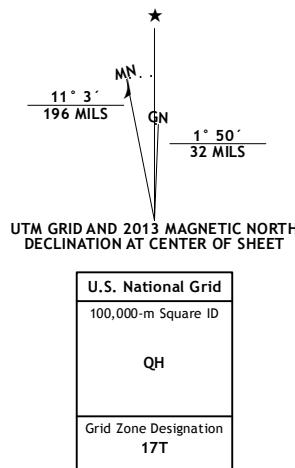 ★
MN
GN
11° 3´
196 MILS
1° 50´
32 MILS
UTM GRID AND 2013 MAGNETIC NORTH
DECLINATION AT CENTER OF SHEET
U.S. National Grid
100,000-m Square ID
QH
Grid Zone Designation
17T